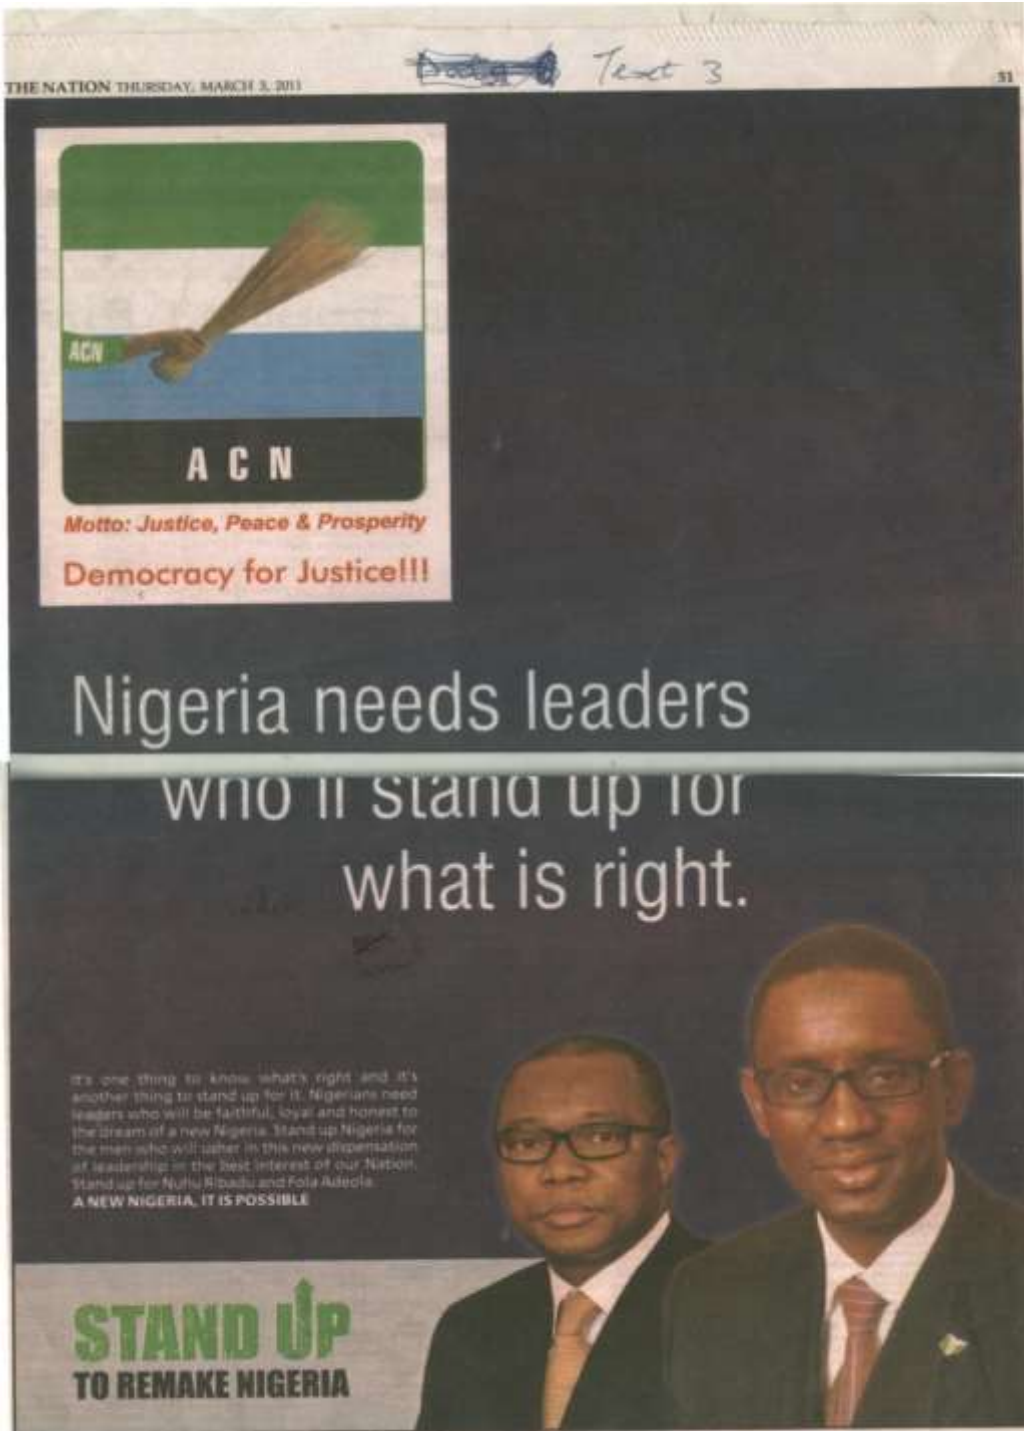 Text 3
THE NATION THURSDAY, MARCH 3, 2011
51
ACN
A C N
Motto: Justice, Peace & Prosperity
Democracy for Justice!!!
Nigeria needs leaders
who'll stand up for
what is right.
It's one thing to know what's right and it's
another thing to stand up for it. Nigerians need
leaders who will be faithful, loyal and honest to
the dream of a new Nigeria. Stand up Nigeria for
the men who will usher in this new dispensation
of leadership in the best interest of our Nation.
Stand up for Nuhu Ribadu and Fola Adeola.
A NEW NIGERIA, IT IS POSSIBLE
STAND UP
TO REMAKE NIGERIA